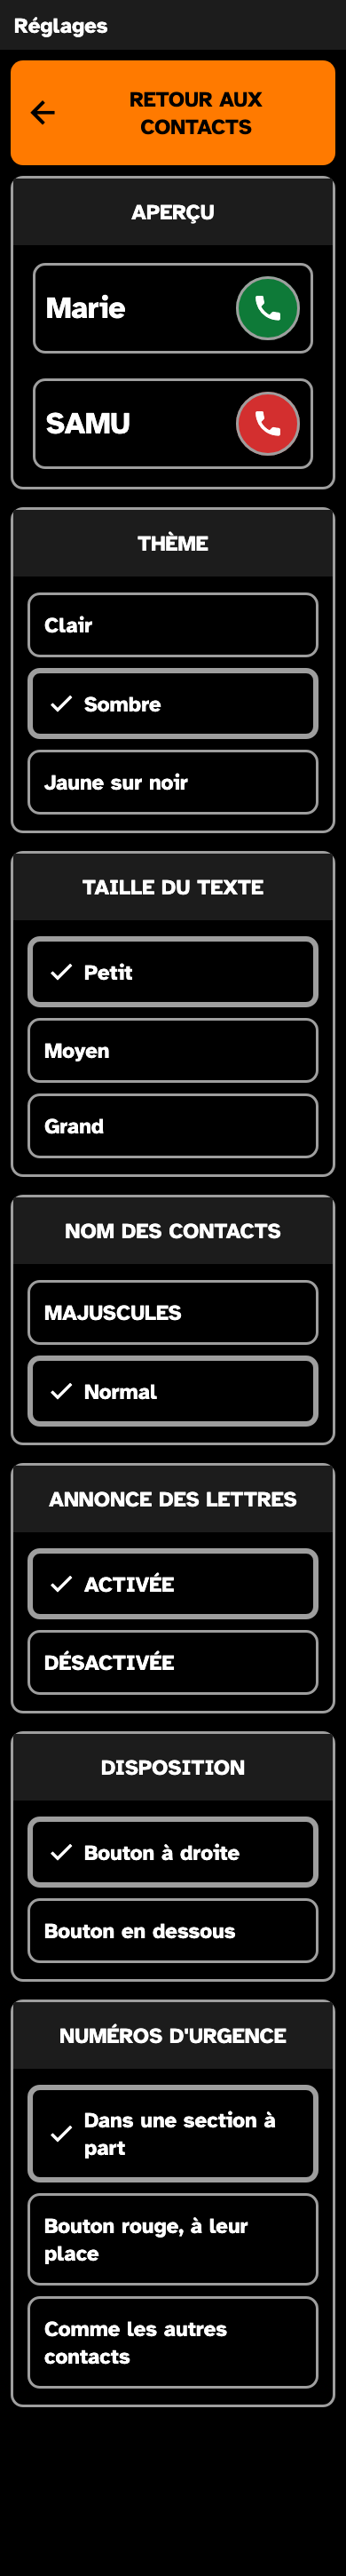 Réglages
RETOUR AUX
CONTACTS
APERÇU
Marie
SAMU
THÈME
Clair
Sombre
Jaune sur noir
TAILLE DU TEXTE
Petit
Moyen
Grand
NOM DES CONTACTS
MAJUSCULES
Normal
ANNONCE DES LETTRES
ACTIVÉE
DÉSACTIVÉE
DISPOSITION
Bouton à droite
Bouton en dessous
NUMÉROS D'URGENCE
Dans une section à
part
Bouton rouge, à leur
place
Comme les autres
contacts